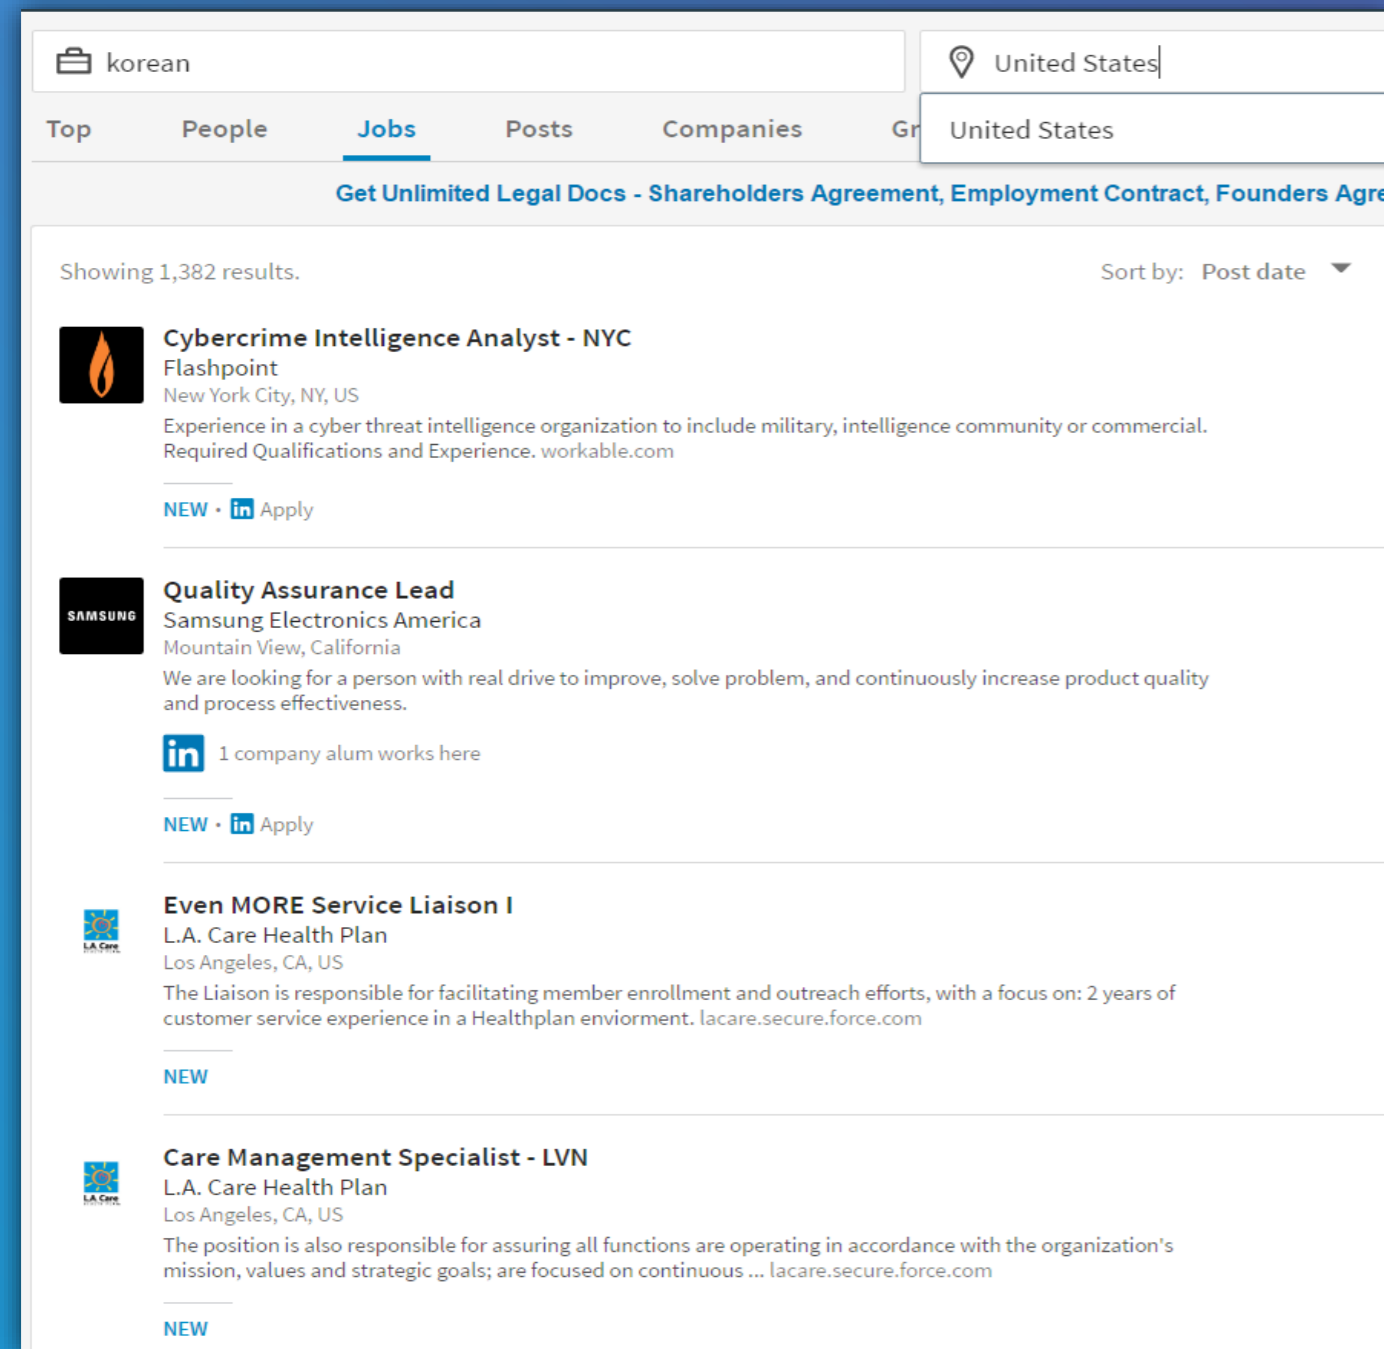 korean
United States
Top People Jobs Posts Companies Gr
United States
Get Unlimited Legal Docs - Shareholders Agreement, Employment Contract, Founders Agre
Showing 1,382 results.
Sort by: Post date
Cybercrime Intelligence Analyst - NYC
Flashpoint
New York City, NY, US
Experience in a cyber threat intelligence organization to include military, intelligence community or commercial.
Required Qualifications and Experience. workable.com
NEW • in Apply
SAMSUNG
Quality Assurance Lead
Samsung Electronics America
Mountain View, California
We are looking for a person with real drive to improve, solve problem, and continuously increase product quality
and process effectiveness.
in 1 company alum works here
NEW • in Apply
L.A. Care
Even MORE Service Liaison I
L.A. Care Health Plan
Los Angeles, CA, US
The Liaison is responsible for facilitating member enrollment and outreach efforts, with a focus on: 2 years of
customer service experience in a Healthplan enviorment. lacare.secure.force.com
NEW
L.A. Care
Care Management Specialist - LVN
L.A. Care Health Plan
Los Angeles, CA, US
The position is also responsible for assuring all functions are operating in accordance with the organization's
mission, values and strategic goals; are focused on continuous ... lacare.secure.force.com
NEW